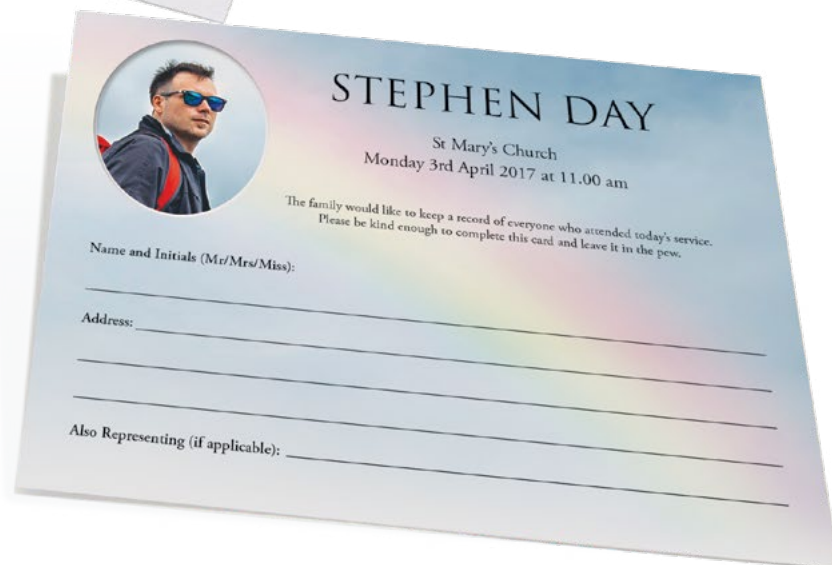 STEPHEN DAY
St Mary's Church
Monday 3rd April 2017 at 11.00 am
The family would like to keep a record of everyone who attended today's service.
Please be kind enough to complete this card and leave it in the pew.
Name and Initials (Mr/Mrs/Miss):
Address:
Also Representing (if applicable):